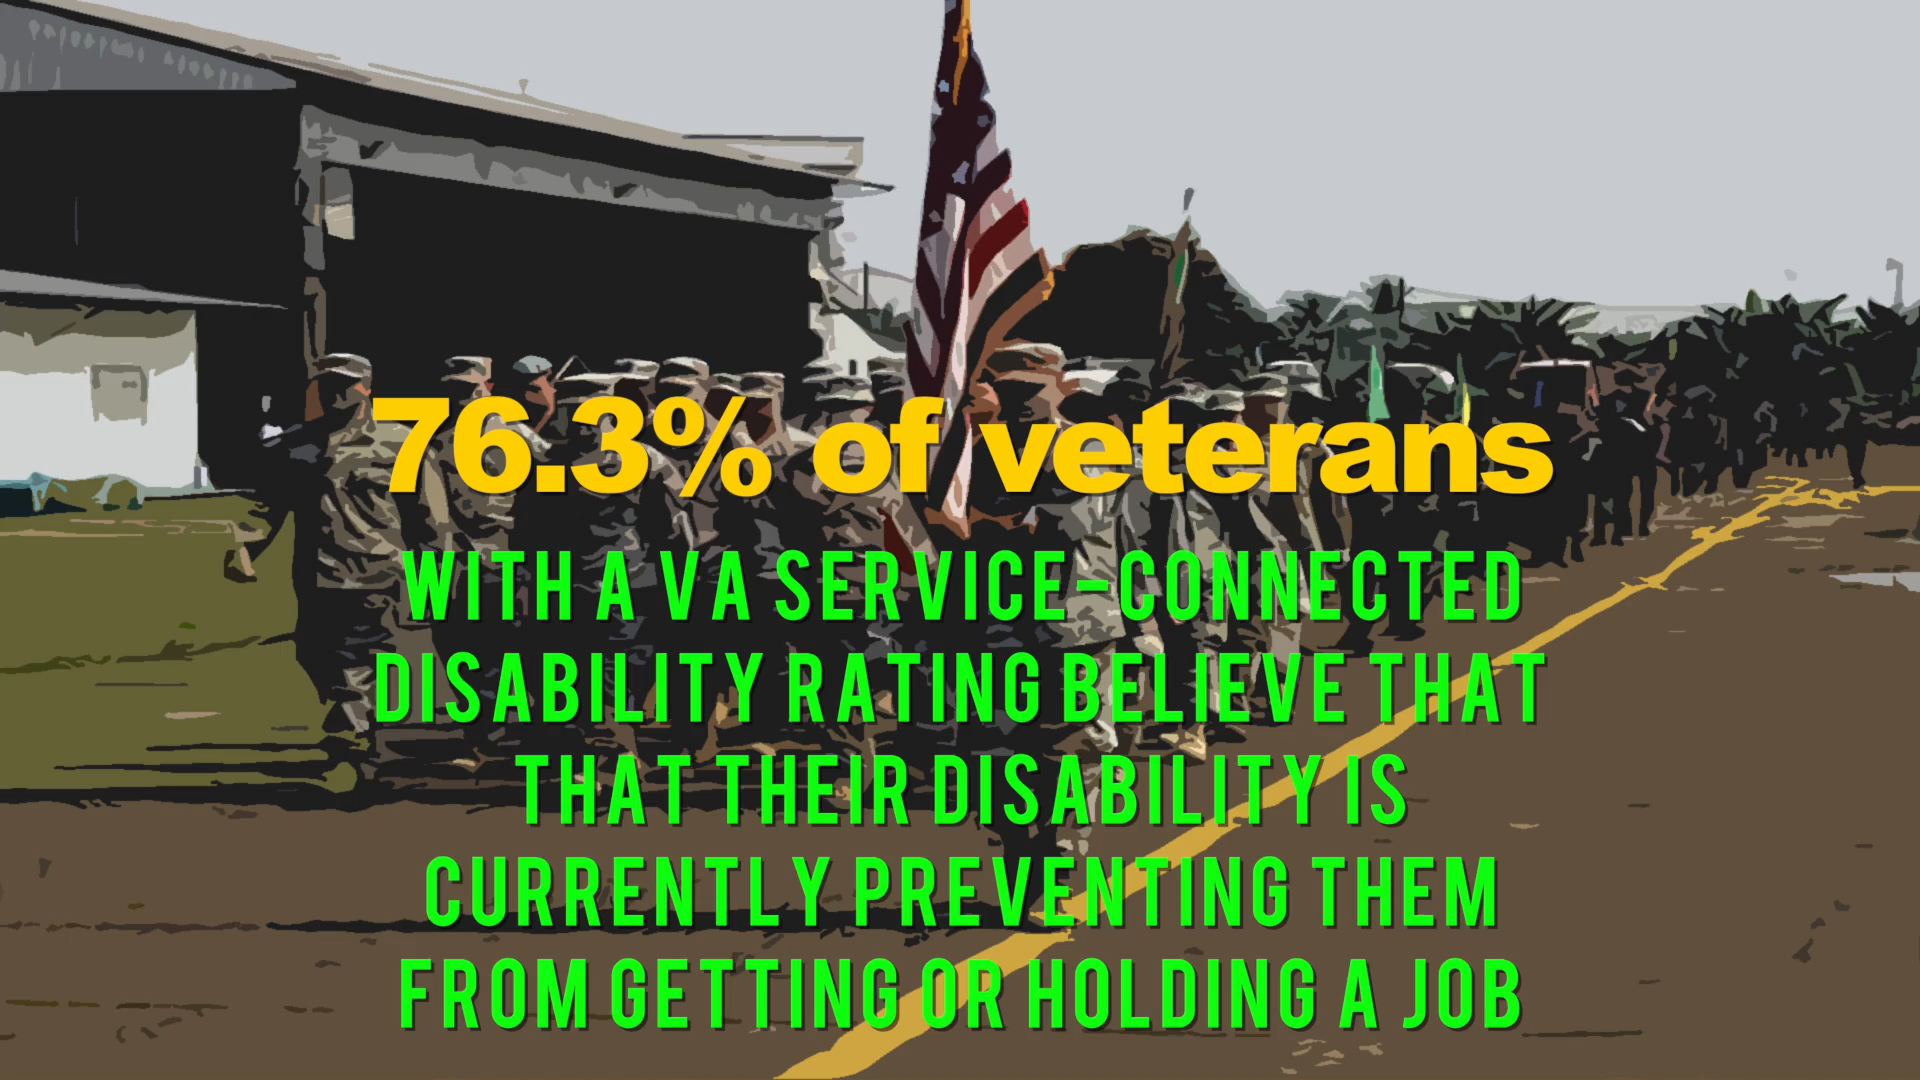 76.3% of veterans
WITH A VA SERVICE-CONNECTED
DISABILITY RATING BELIEVE THAT
THAT THEIR DISABILITY IS
CURRENTLY PREVENTING THEM
FROM GETTING OR HOLDING A JOB